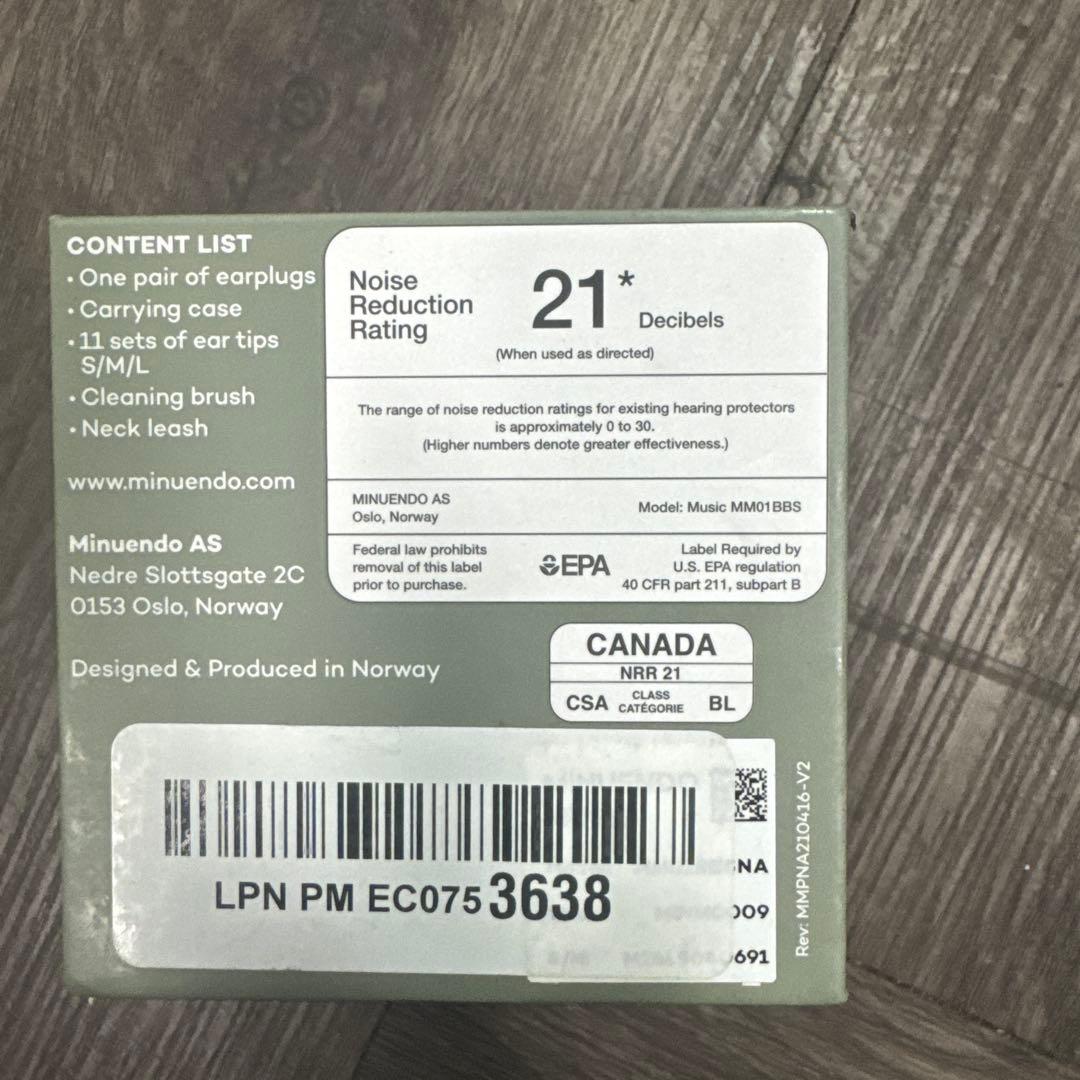 CONTENT LIST
• One pair of earplugs
• Carrying case
• 11 sets of ear tips
S/M/L
• Cleaning brush
• Neck leash
www.minuendo.com
Minuendo AS
Nedre Slottsgate 2C
0153 Oslo, Norway
Designed & Produced in Norway
Noise
Reduction
Rating
21*
Decibels
(When used as directed)
The range of noise reduction ratings for existing hearing protectors
is approximately 0 to 30.
(Higher numbers denote greater effectiveness.)
MINUENDO AS
Oslo, Norway
Model: Music MM01BBS
Federal law prohibits
removal of this label
prior to purchase.
EPA
Label Required by
U.S. EPA regulation
40 CFR part 211, subpart B
CANADA
NRR 21
CSA CLASS CATÉGORIE BL
LPN PM EC075 3638
NA
009
691
Rev: MMPNA210416-V2